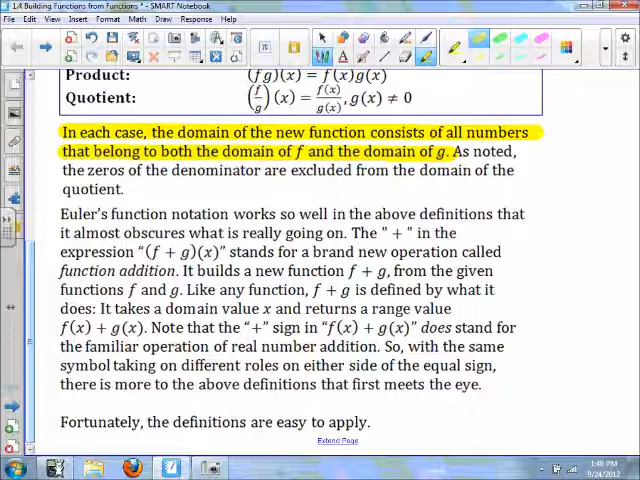 1.4 Building Functions from Functions * - SMART Notebook
File Edit View Insert Format Math Draw Response Help
Product: (fg)(x) = f(x)g(x)
Quotient: (f/g)(x) = f(x)/g(x), g(x) ≠ 0
In each case, the domain of the new function consists of all numbers
that belong to both the domain of f and the domain of g. As noted,
the zeros of the denominator are excluded from the domain of the
quotient.
Euler's function notation works so well in the above definitions that
it almost obscures what is really going on. The "+" in the
expression "(f + g)(x)" stands for a brand new operation called
function addition. It builds a new function f + g, from the given
functions f and g. Like any function, f + g is defined by what it
does: It takes a domain value x and returns a range value
f(x) + g(x). Note that the "+" sign in "f(x) + g(x)" does stand for
the familiar operation of real number addition. So, with the same
symbol taking on different roles on either side of the equal sign,
there is more to the above definitions that first meets the eye.
Fortunately, the definitions are easy to apply.
Extend Page
1:40 PM
9/24/2012